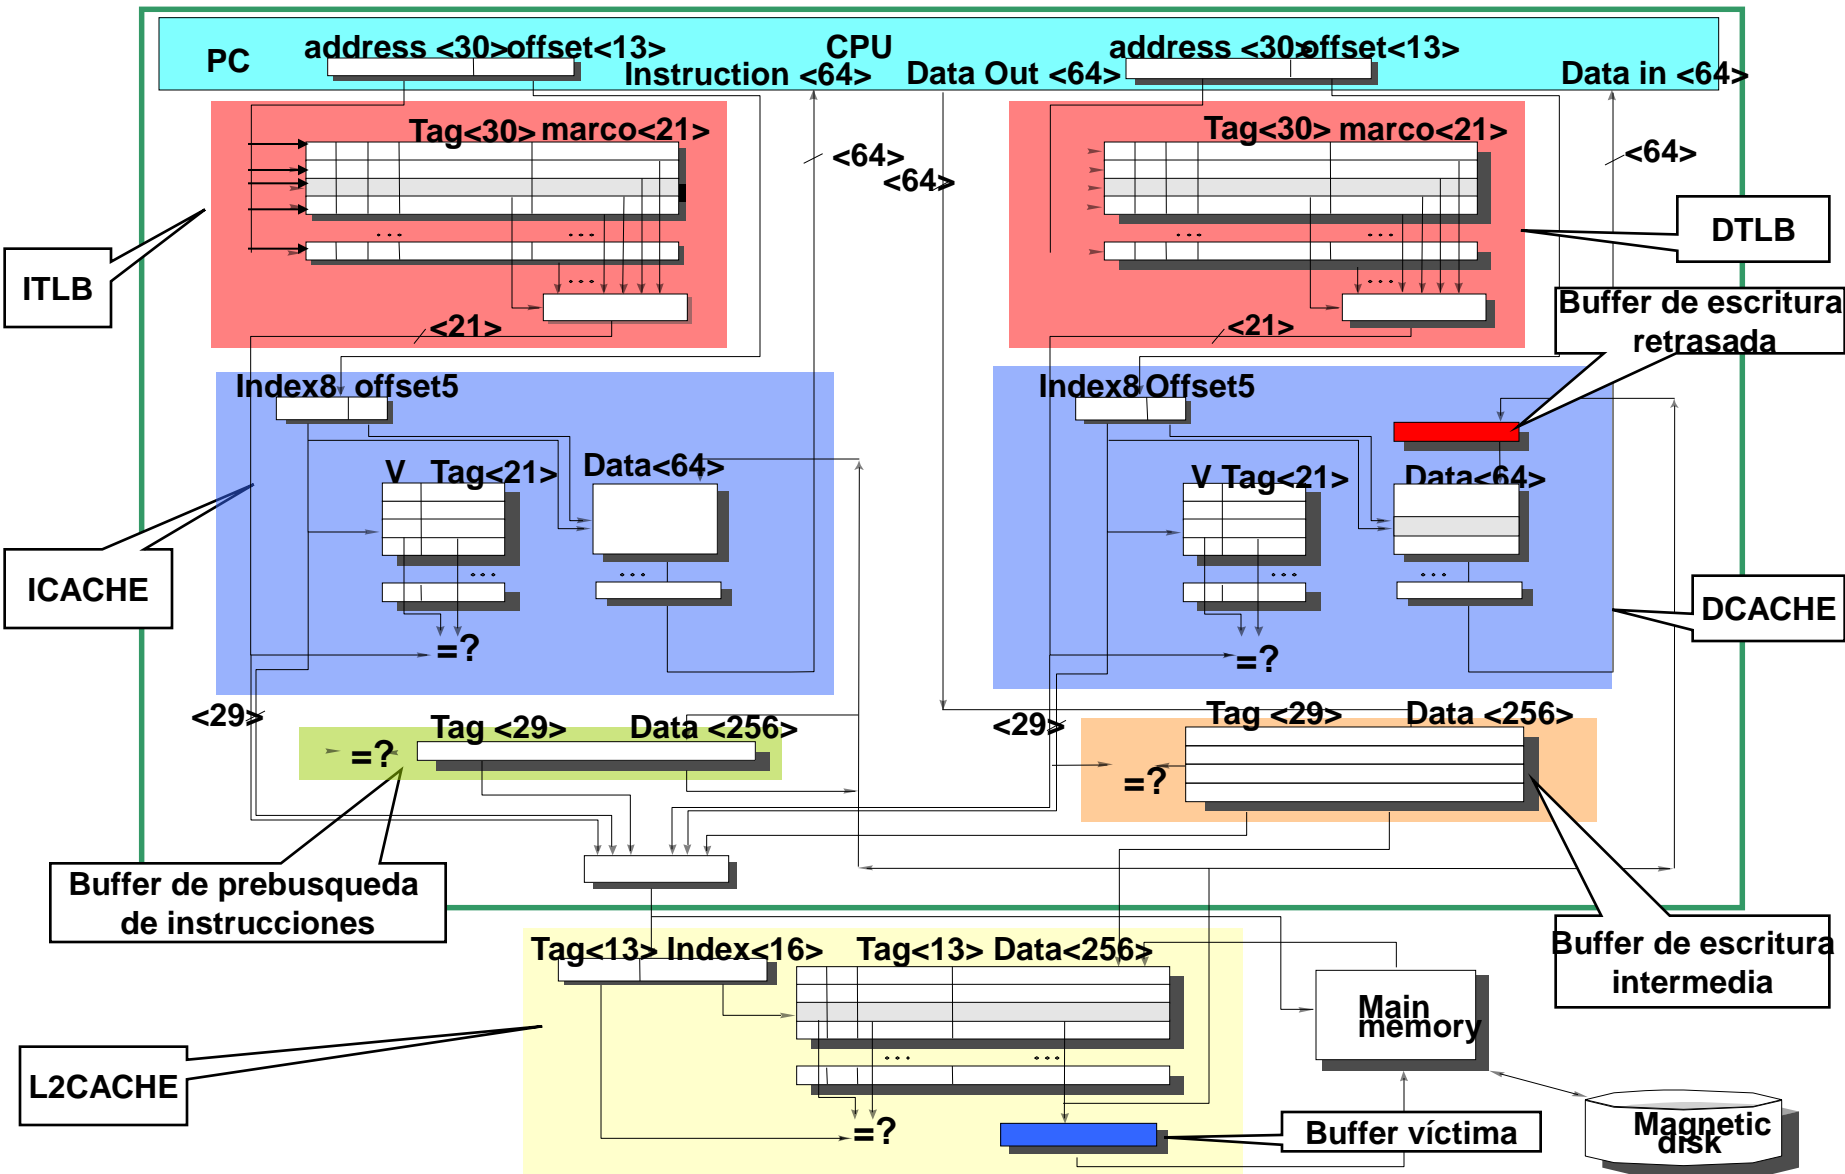 PC
address <30>
offset<13>
CPU
address <30>
offset<13>
Instruction <64>
Data Out <64>
Data in <64>
Tag<30> marco<21>
Tag<30> marco<21>
<64>
<64>
<64>
ITLB
DTLB
...
...
...
...
...
...
<21>
<21>
Buffer de escritura
retrasada
Index8 offset5
Index8 Offset5
V Tag<21>
Data<64>
V Tag<21>
Data<64>
...
...
...
...
ICACHE
DCACHE
=?
=?
<29>
<29>
Tag <29> Data <256>
Tag <29> Data <256>
=?
=?
Buffer de prebusqueda
de instrucciones
Buffer de escritura
intermedia
Tag<13> Index<16>
Tag<13> Data<256>
Main
memory
...
...
L2CACHE
=?
Buffer víctima
Magnetic
disk